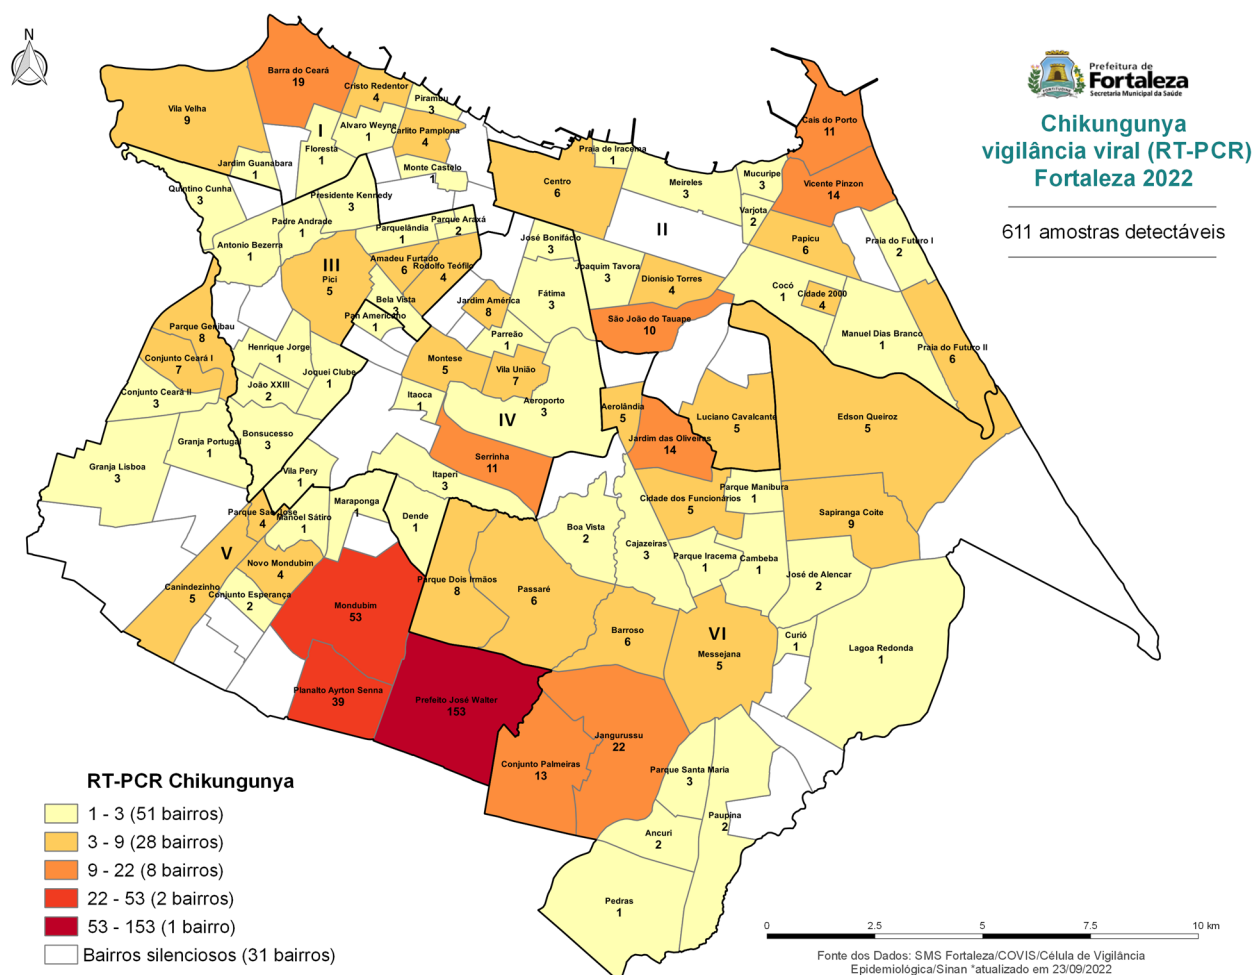 N
Prefeitura de
Fortaleza
Secretaria Municipal da Saúde
Chikungunya
vigilância viral (RT-PCR)
Fortaleza 2022
611 amostras detectáveis
Barra do Ceará
19
Cristo Redentor
4
Pirambu
3
Vila Velha
9
I
Alvaro Weyne
1
Carlito Pamplona
4
Floresta
1
Jardim Guanabara
1
Monte Castelo
1
Quintino Cunha
3
Presidente Kennedy
3
Padre Andrade
1
Parquelândia
1
Parque Araxá
2
Antonio Bezerra
1
III
Pici
5
Amadeu Furtado
6
Rodolfo Teófilo
4
Bela Vista
3
Pan Americano
1
Centro
6
Praia de Iracema
1
Meireles
3
Mucuripe
3
Varjota
2
Cais do Porto
11
Vicente Pinzon
14
II
Papicu
6
Praia do Futuro I
2
José Bonifácio
3
Joaquim Tavora
3
Dionísio Torres
4
Cocó
1
Cidade 2000
4
Fátima
3
Jardim América
8
São João do Tauape
10
Manuel Dias Branco
1
Praia do Futuro II
6
Parque Genibau
8
Conjunto Ceará I
7
Conjunto Ceará II
3
Henrique Jorge
1
João XXIII
2
Joquei Clube
1
Parreão
1
Montese
5
Vila União
7
Itaoca
1
Aeroporto
3
IV
Aerolândia
5
Luciano Cavalcante
5
Edson Queiroz
5
Jardim das Oliveiras
14
Granja Portugal
1
Bonsucesso
3
Granja Lisboa
3
Vila Pery
1
Serrinha
11
Itaperi
3
Cidade dos Funcionários
5
Parque Manibura
1
Sapiranga Coite
9
Parque Sao José
4
Manoel Sátiro
1
Maraponga
1
Dende
1
Boa Vista
2
Cajazeiras
3
Parque Iracema
1
Cambeba
1
José de Alencar
2
V
Novo Mondubim
4
Canindezinho
5
Conjunto Esperança
2
Mondubim
53
Parque Dois Irmãos
8
Passaré
6
Barroso
6
VI
Messejana
5
Curió
1
Lagoa Redonda
1
Planalto Ayrton Senna
39
Prefeito José Walter
153
Jangurussu
22
Conjunto Palmeiras
13
Parque Santa Maria
3
Paupina
2
Ancuri
2
Pedras
1
RT-PCR Chikungunya
1 - 3 (51 bairros)
3 - 9 (28 bairros)
9 - 22 (8 bairros)
22 - 53 (2 bairros)
53 - 153 (1 bairro)
Bairros silenciosos (31 bairros)
0 2.5 5 7.5 10 km
Fonte dos Dados: SMS Fortaleza/COVIS/Célula de Vigilância
Epidemiológica/Sinan *atualizado em 23/09/2022